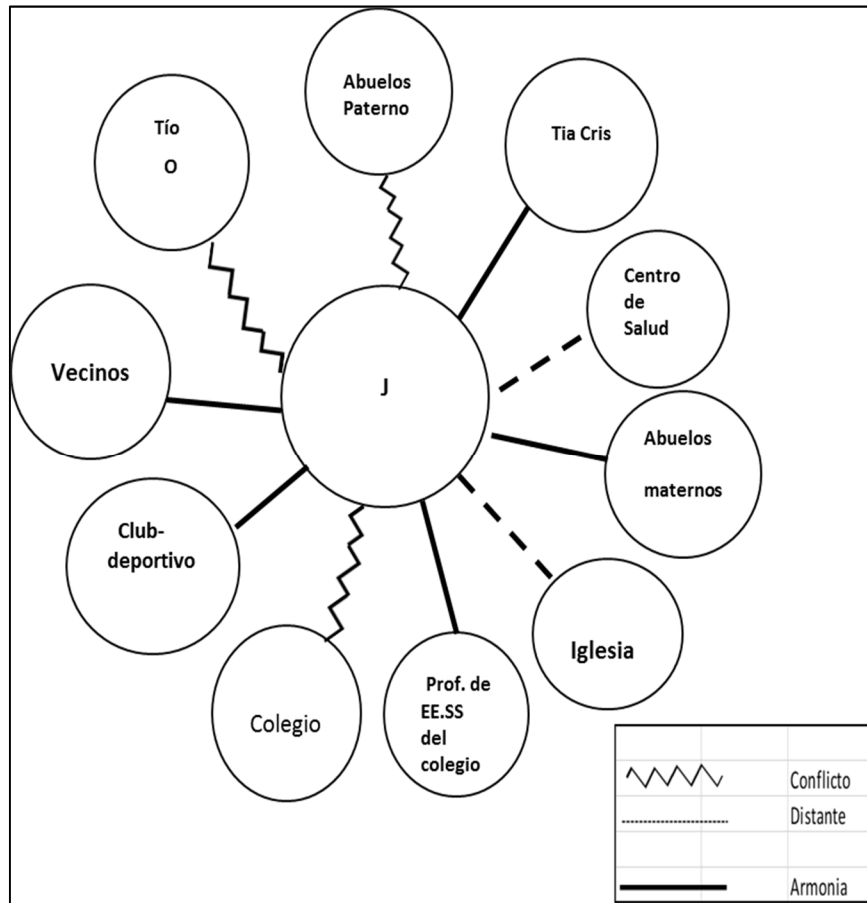 Abuelos
Paterno
Tío
O
Tia Cris
Centro
de
Salud
Vecinos
J
Abuelos
maternos
Club-
deportivo
Iglesia
Colegio
Prof. de
EE.SS
del
colegio
Conflicto
Distante
Armonia